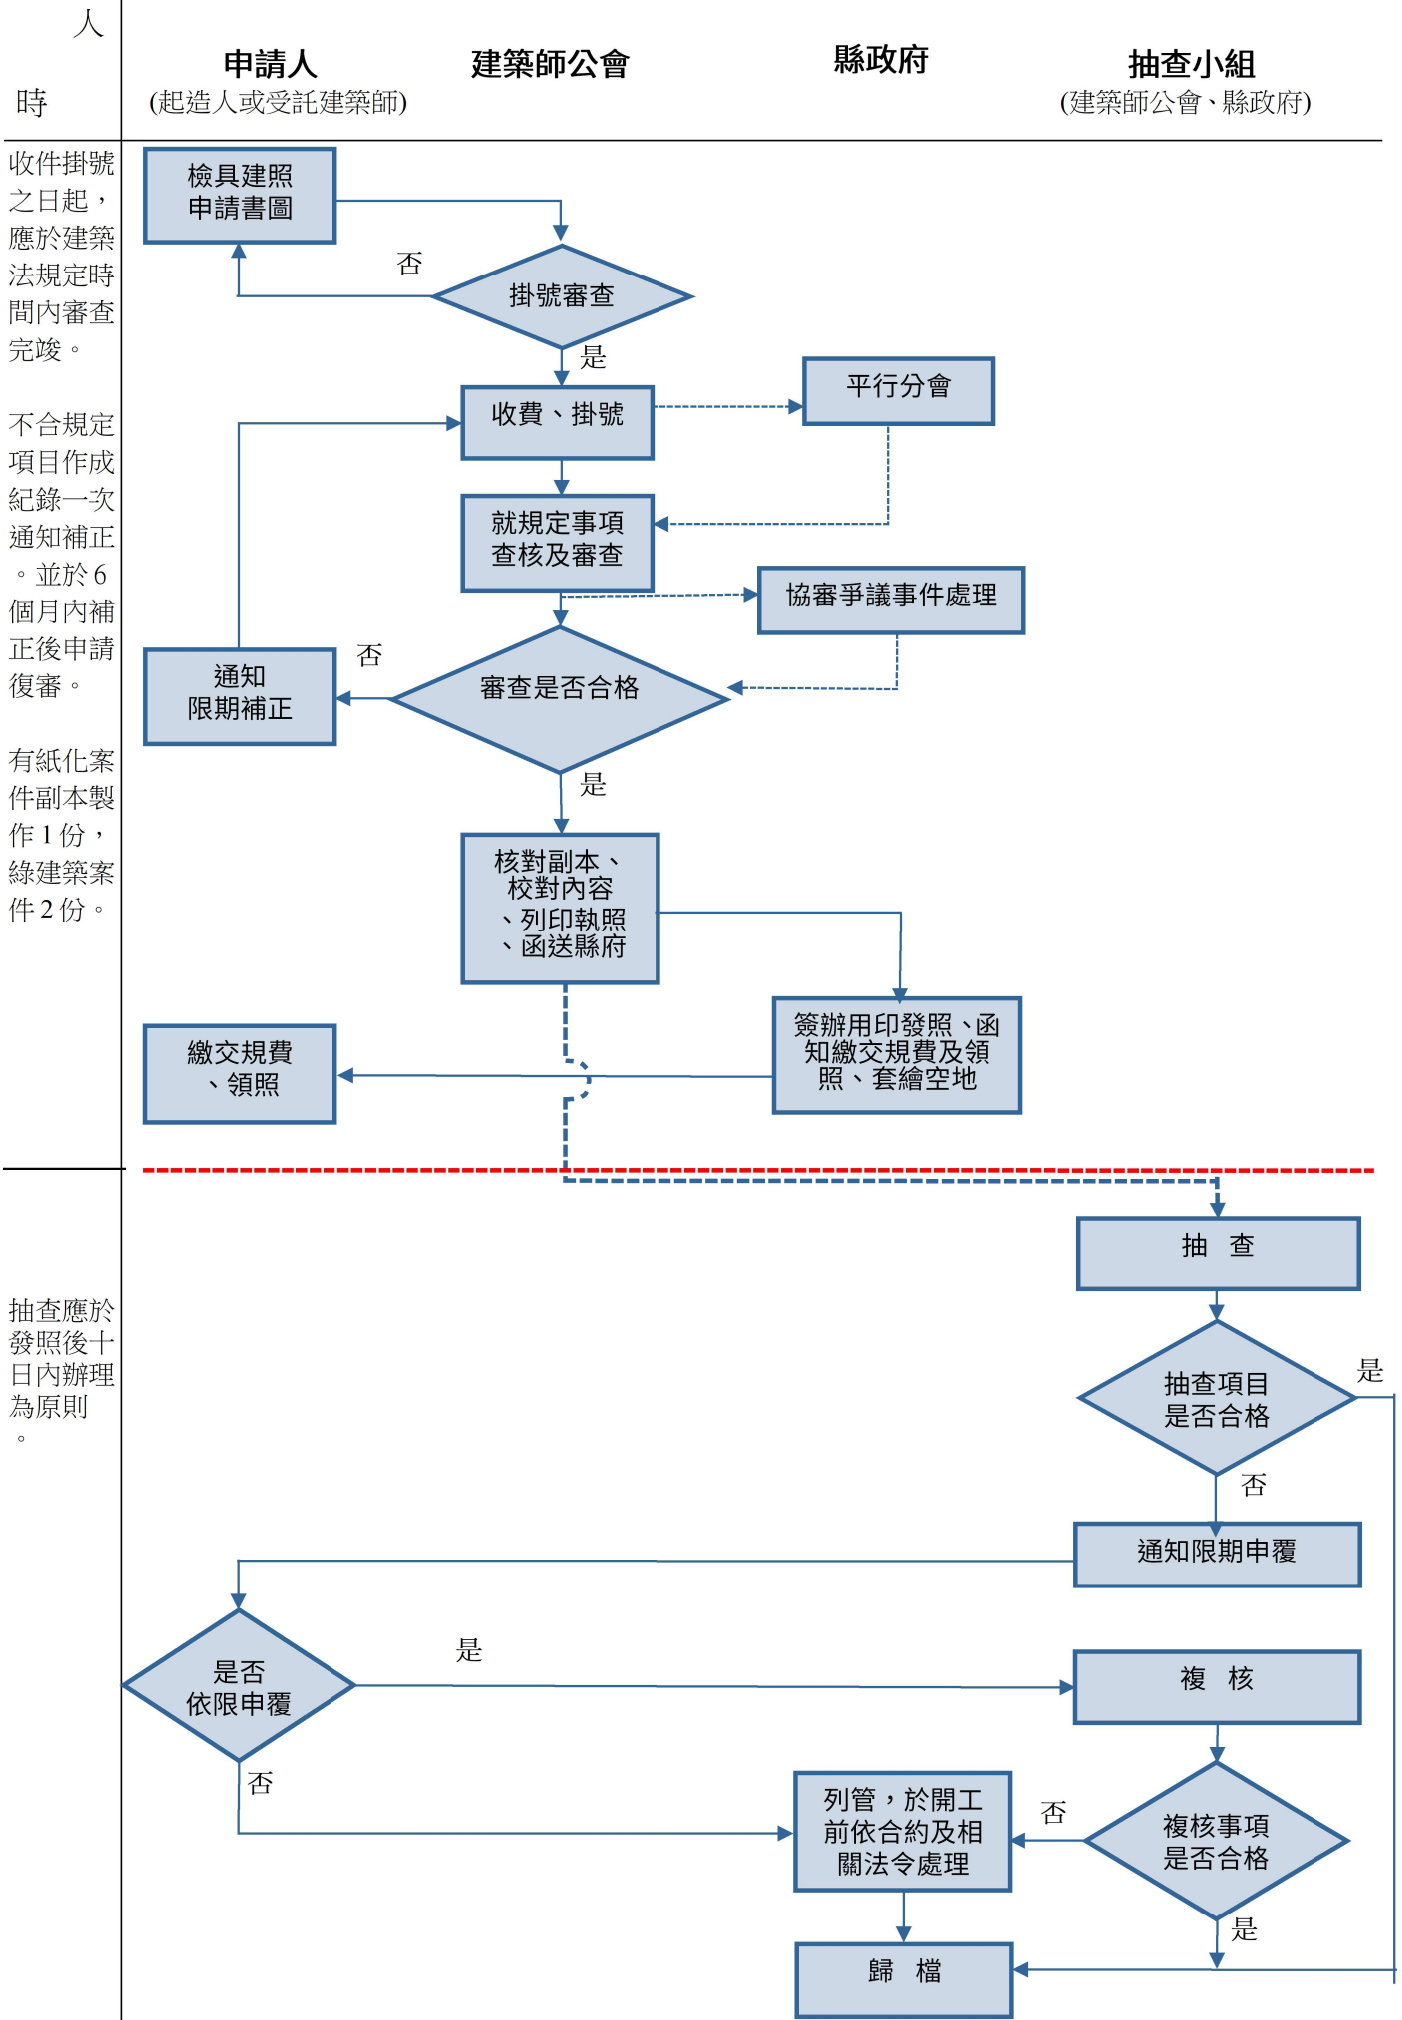 人
時
申請人
(起造人或受託建築師)
建築師公會
縣政府
抽查小組
(建築師公會、縣政府)
收件掛號
之日起，
應於建築
法規定時
間內審查
完竣。
不合規定
項目作成
紀錄一次
通知補正
。並於6
個月內補
正後申請
復審。
有紙化案
件副本製
作1份，
綠建築案
件2份。
檢具建照
申請書圖
否
掛號審查
是
收費、掛號
平行分會
就規定事項
查核及審查
協審爭議事件處理
通知
限期補正
否
審查是否合格
是
核對副本、
校對內容
、列印執照
、函送縣府
簽辦用印發照、函
知繳交規費及領
照、套繪空地
繳交規費
、領照
抽查應於
發照後十
日內辦理
為原則
。
抽 查
抽查項目
是否合格
是
否
通知限期申覆
是否
依限申覆
是
複 核
否
列管，於開工
前依合約及相
關法令處理
否
複核事項
是否合格
是
歸 檔